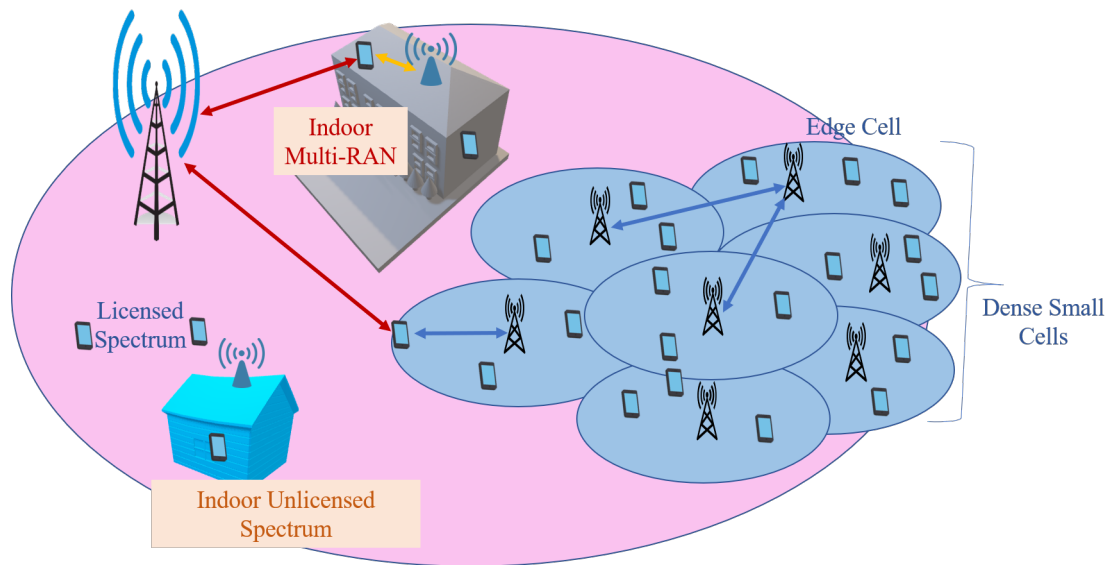 Indoor
Multi-RAN
Edge Cell
Licensed
Spectrum
Dense Small
Cells
Indoor Unlicensed
Spectrum